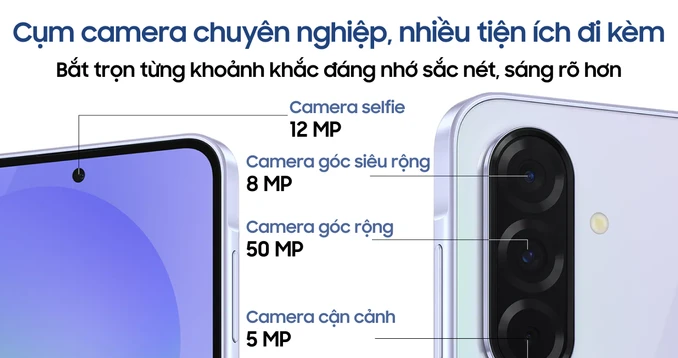 Cụm camera chuyên nghiệp, nhiều tiện ích đi kèm
Bắt trọn từng khoảnh khắc đáng nhớ sắc nét, sáng rõ hơn
Camera selfie
12 MP
Camera góc siêu rộng
8 MP
Camera góc rộng
50 MP
Camera cận cảnh
5 MP